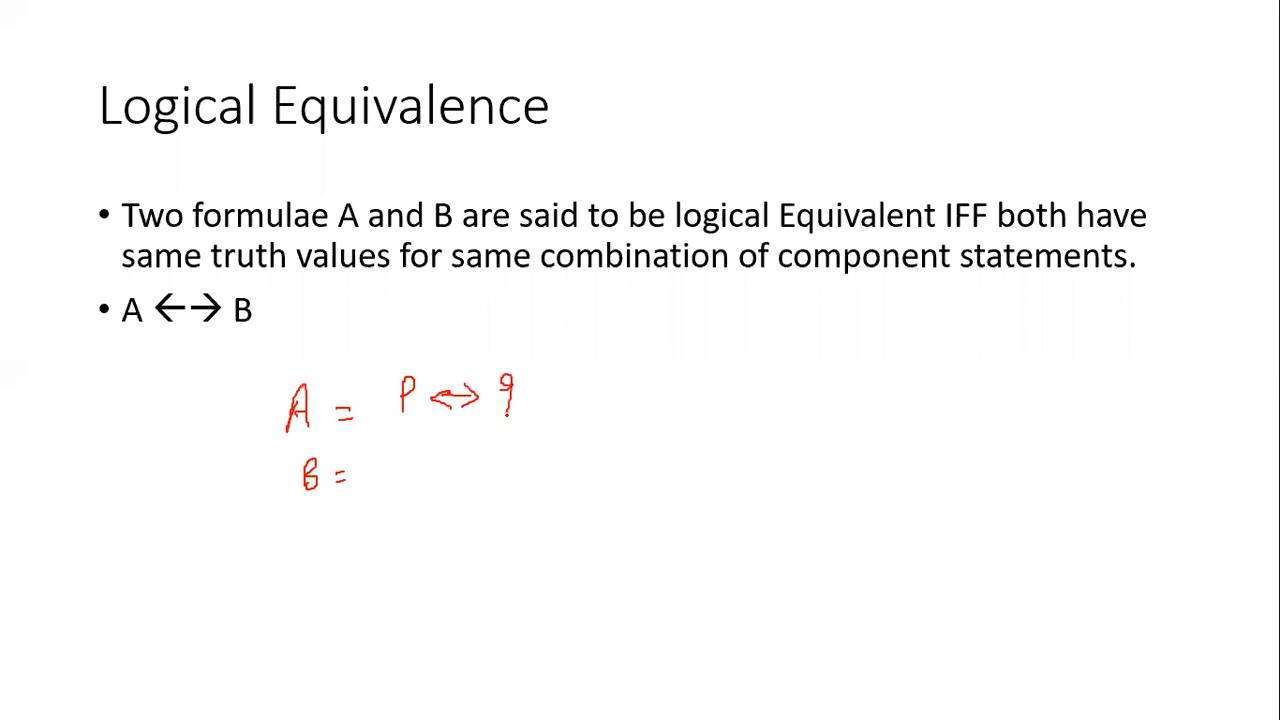 Logical Equivalence
• Two formulae A and B are said to be logical Equivalent IFF both have
same truth values for same combination of component statements.
• A ←→ B
A = P ↔ q
B =